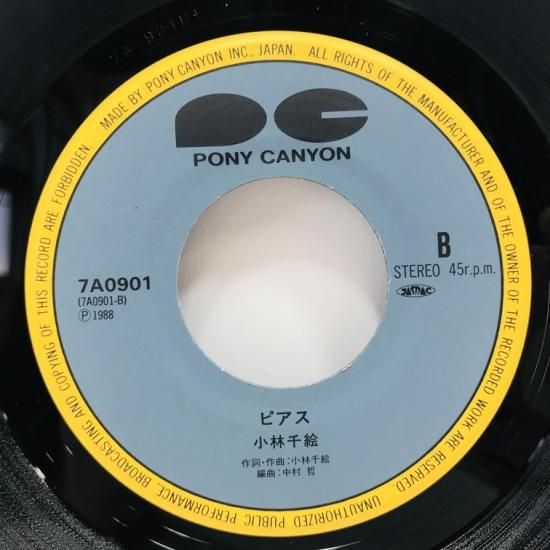 MADE BY PONY CANYON INC., JAPAN. ALL RIGHTS OF THE MANUFACTURER AND OF THE OWNER OF THE RECORDED WORK ARE RESERVED
UNAUTHORIZED PUBLIC PERFORMANCE, BROADCASTING AND COPYING OF THIS RECORD ARE FORBIDDEN
PC
PONY CANYON
B
STEREO 45r.p.m.
JASRAC
7A0901
(7A0901-B)
Ⓟ1988
ピアス
小林千絵
作詞・作曲:小林千絵
編曲:中村 哲